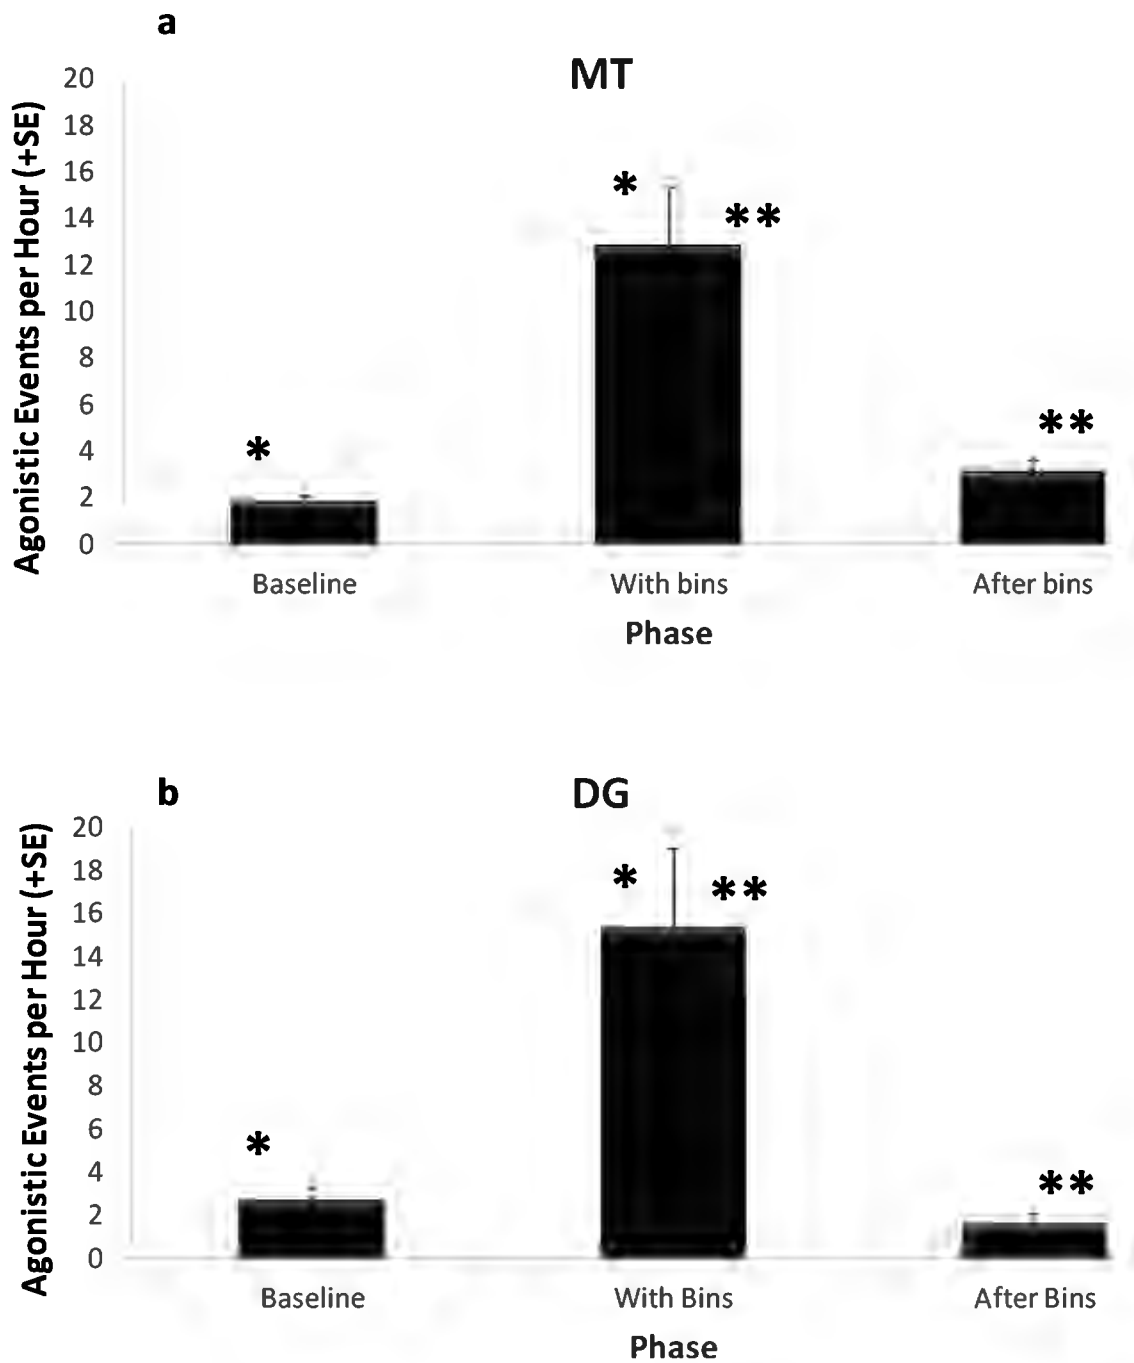 a
MT
Agonistic Events per Hour (+SE)
20
18
16
14
12
10
8
6
4
2
0
*
*
**
**
Baseline
With bins
After bins
Phase
b
DG
Agonistic Events per Hour (+SE)
20
18
16
14
12
10
8
6
4
2
0
*
*
**
**
Baseline
With Bins
After Bins
Phase